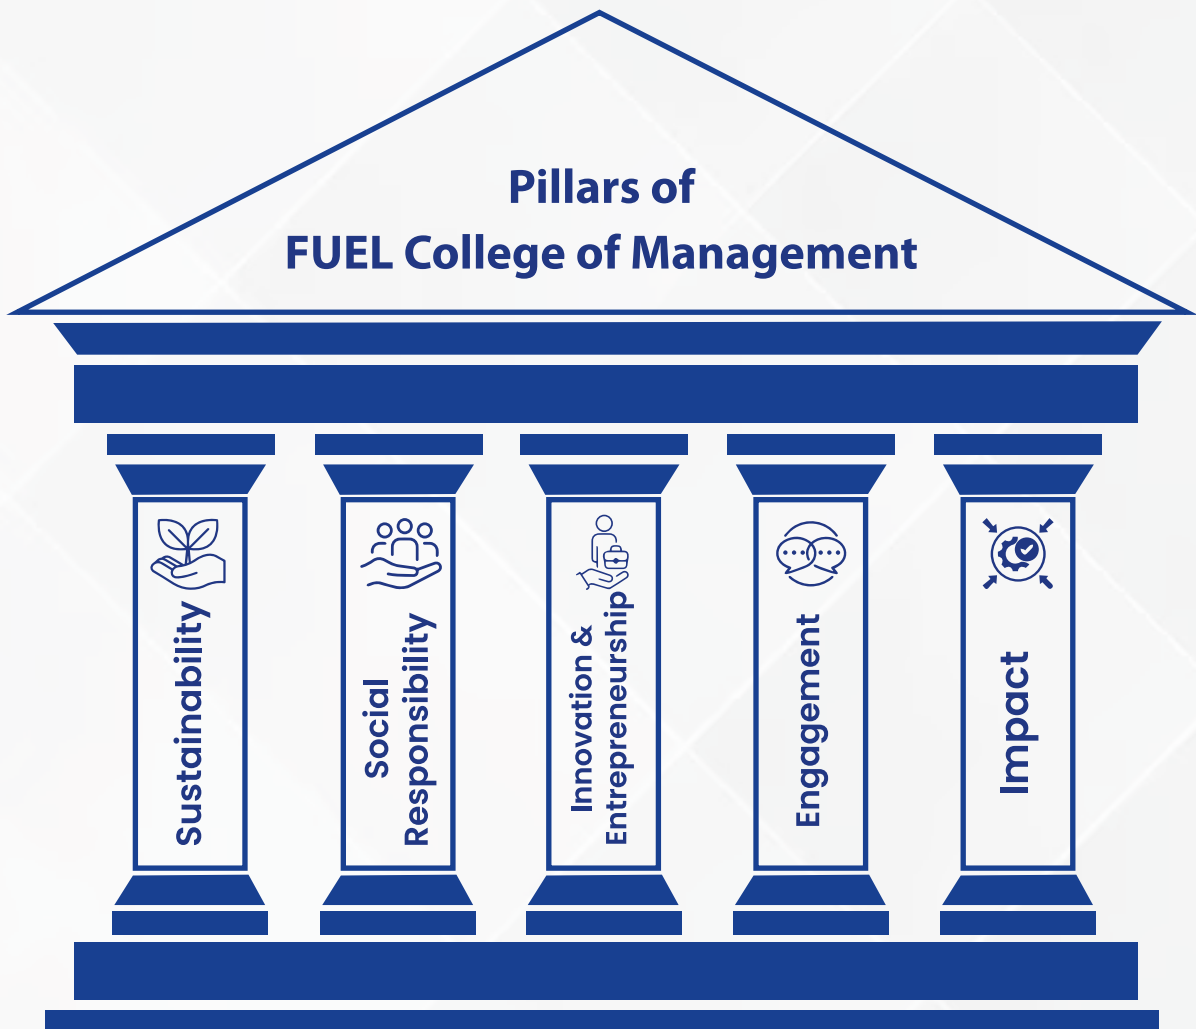 Pillars of
FUEL College of Management
Sustainability
Social
Responsibility
Innovation &
Entrepreneurship
Engagement
Impact